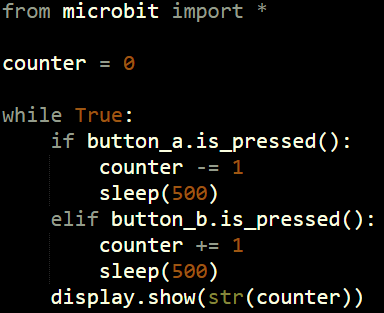 from microbit import *

counter = 0

while True:
    if button_a.is_pressed():
        counter -= 1
        sleep(500)
    elif button_b.is_pressed():
        counter += 1
        sleep(500)
    display.show(str(counter))